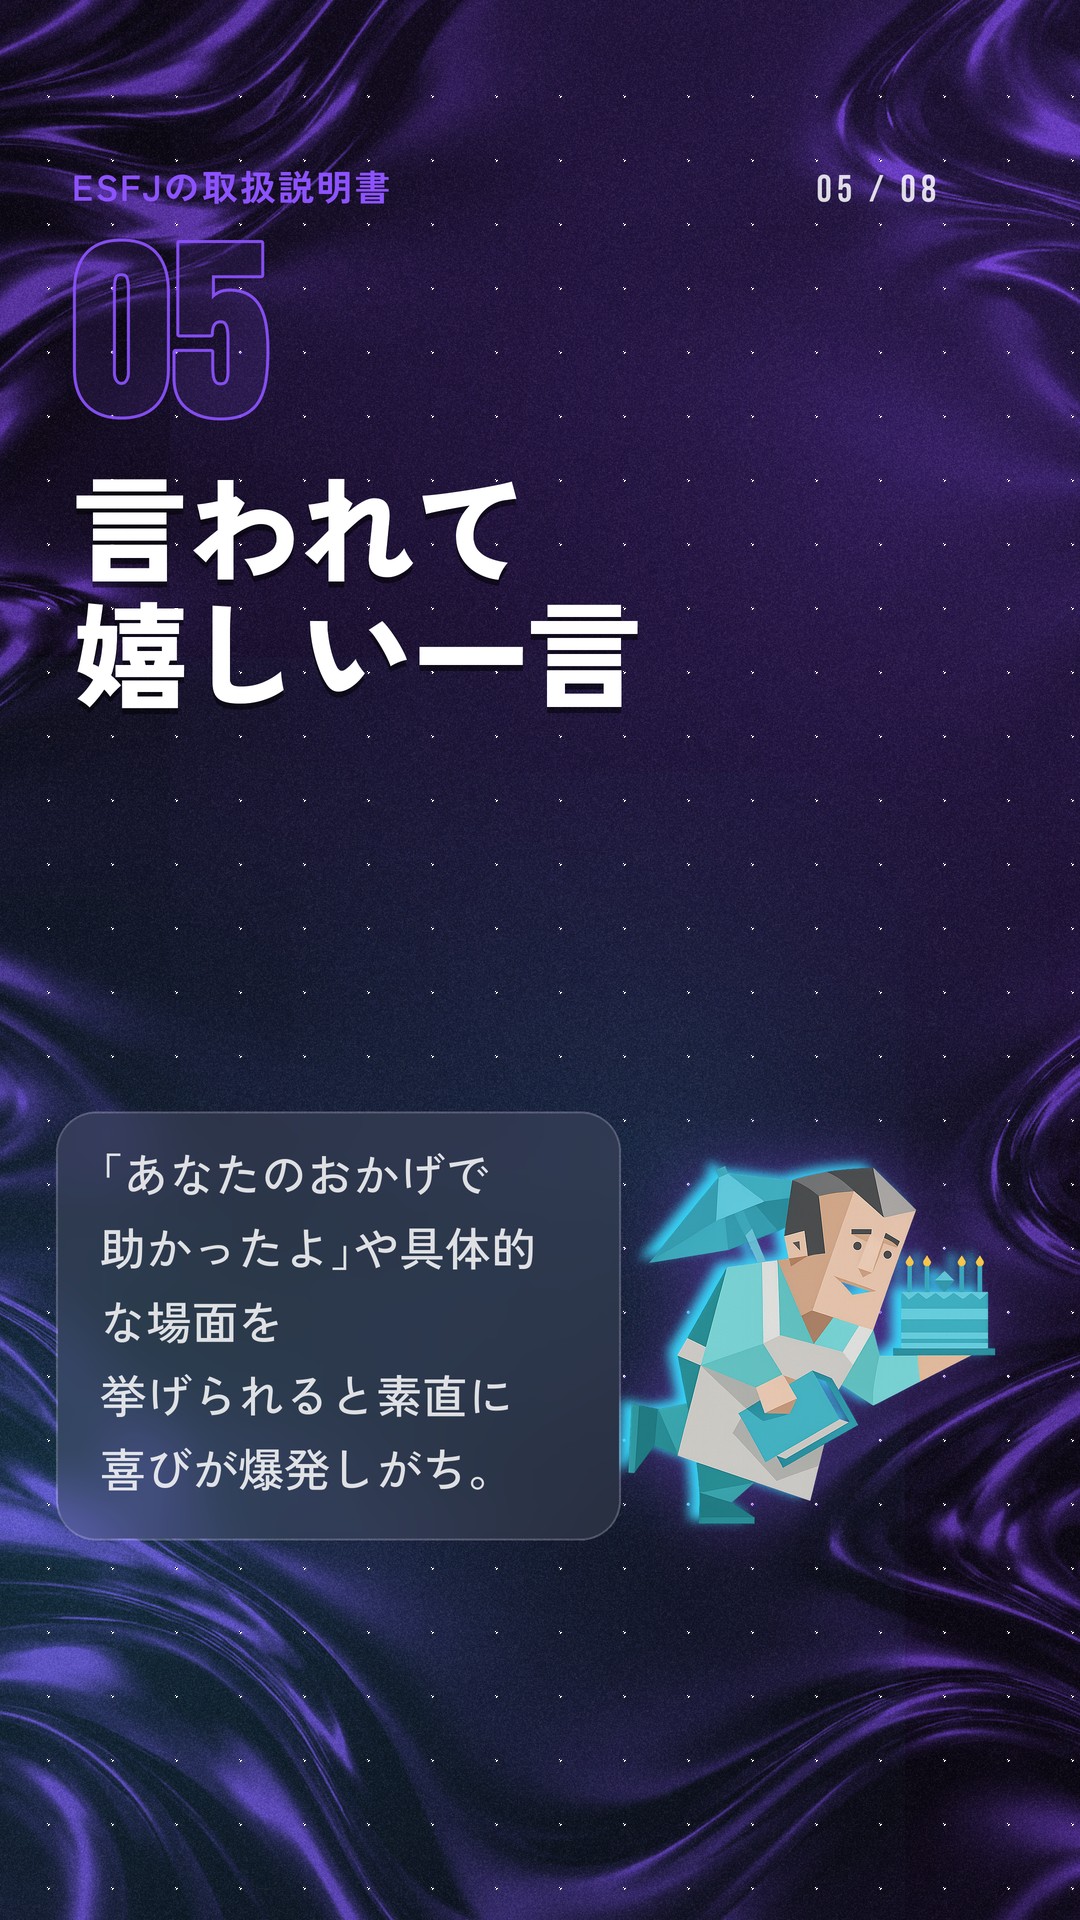 ESFJの取扱説明書
05 / 08
05
言われて
嬉しい一言
「あなたのおかげで
助かったよ」や具体的
な場面を
挙げられると素直に
喜びが爆発しがち。